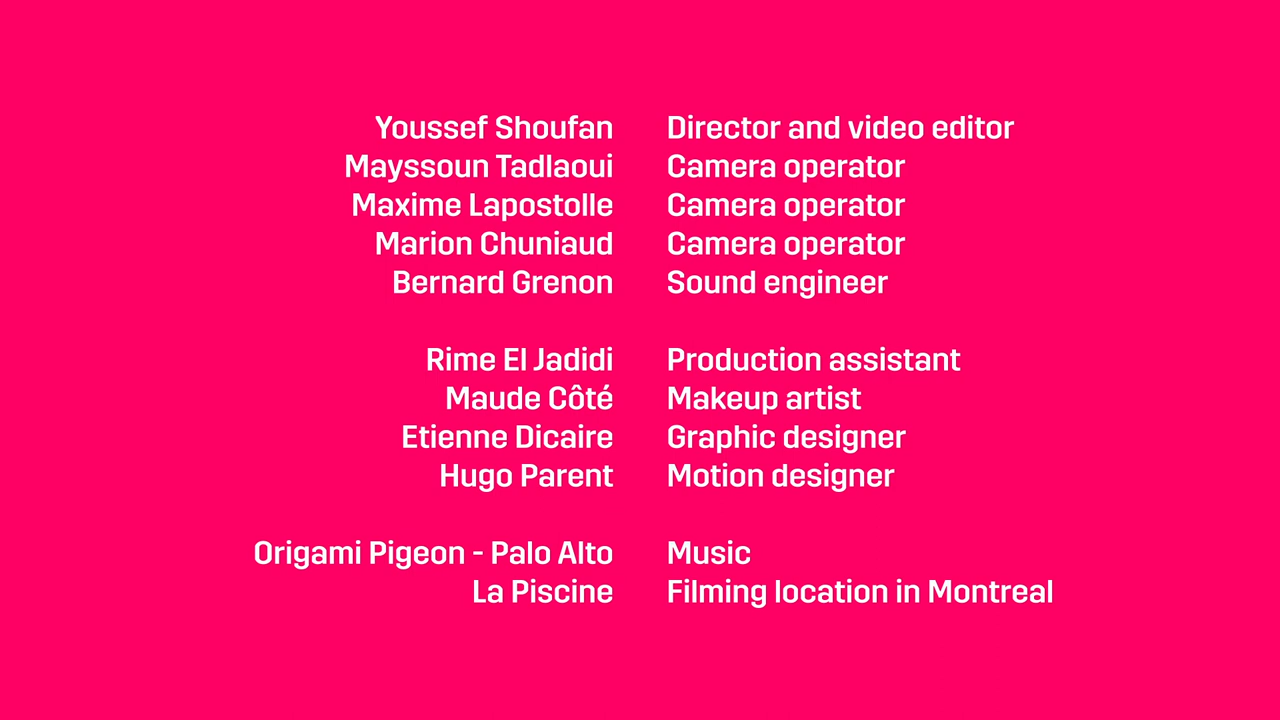 Youssef Shoufan Director and video editor
Mayssoun Tadlaoui Camera operator
Maxime Lapostolle Camera operator
Marion Chuniaud Camera operator
Bernard Grenon Sound engineer
Rime El Jadidi Production assistant
Maude Côté Makeup artist
Etienne Dicaire Graphic designer
Hugo Parent Motion designer
Origami Pigeon - Palo Alto Music
La Piscine Filming location in Montreal